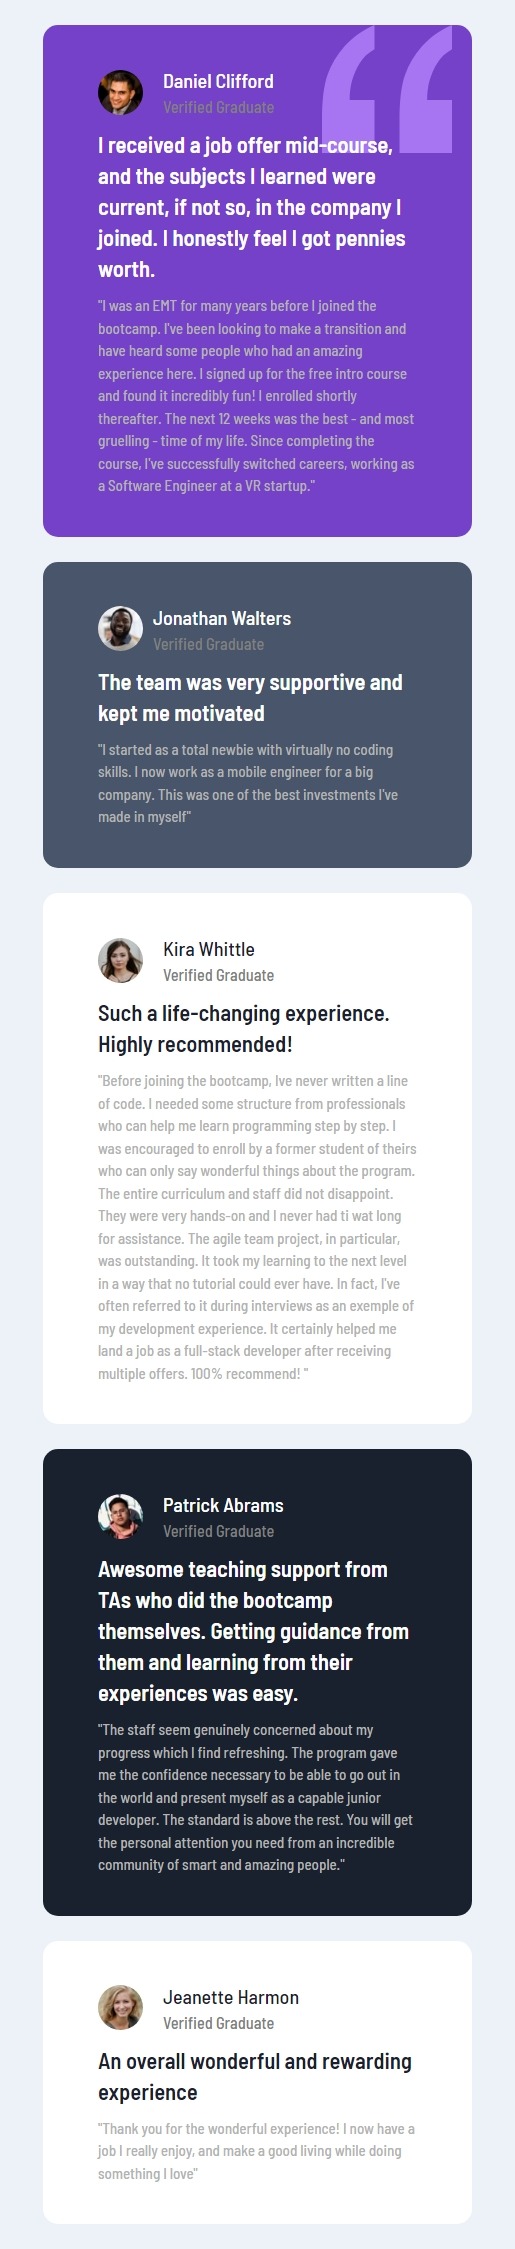 Daniel Clifford
Verified Graduate
I received a job offer mid-course,
and the subjects I learned were
current, if not so, in the company I
joined. I honestly feel I got pennies
worth.
"I was an EMT for many years before I joined the
bootcamp. I've been looking to make a transition and
have heard some people who had an amazing
experience here. I signed up for the free intro course
and found it incredibly fun! I enrolled shortly
thereafter. The next 12 weeks was the best - and most
gruelling - time of my life. Since completing the
course, I've successfully switched careers, working as
a Software Engineer at a VR startup."
Jonathan Walters
Verified Graduate
The team was very supportive and
kept me motivated
"I started as a total newbie with virtually no coding
skills. I now work as a mobile engineer for a big
company. This was one of the best investments I've
made in myself"
Kira Whittle
Verified Graduate
Such a life-changing experience.
Highly recommended!
"Before joining the bootcamp, Ive never written a line
of code. I needed some structure from professionals
who can help me learn programming step by step. I
was encouraged to enroll by a former student of theirs
who can only say wonderful things about the program.
The entire curriculum and staff did not disappoint.
They were very hands-on and I never had ti wat long
for assistance. The agile team project, in particular,
was outstanding. It took my learning to the next level
in a way that no tutorial could ever have. In fact, I've
often referred to it during interviews as an exemple of
my development experience. It certainly helped me
land a job as a full-stack developer after receiving
multiple offers. 100% recommend! "
Patrick Abrams
Verified Graduate
Awesome teaching support from
TAs who did the bootcamp
themselves. Getting guidance from
them and learning from their
experiences was easy.
"The staff seem genuinely concerned about my
progress which I find refreshing. The program gave
me the confidence necessary to be able to go out in
the world and present myself as a capable junior
developer. The standard is above the rest. You will get
the personal attention you need from an incredible
community of smart and amazing people."
Jeanette Harmon
Verified Graduate
An overall wonderful and rewarding
experience
"Thank you for the wonderful experience! I now have a
job I really enjoy, and make a good living while doing
something I love"